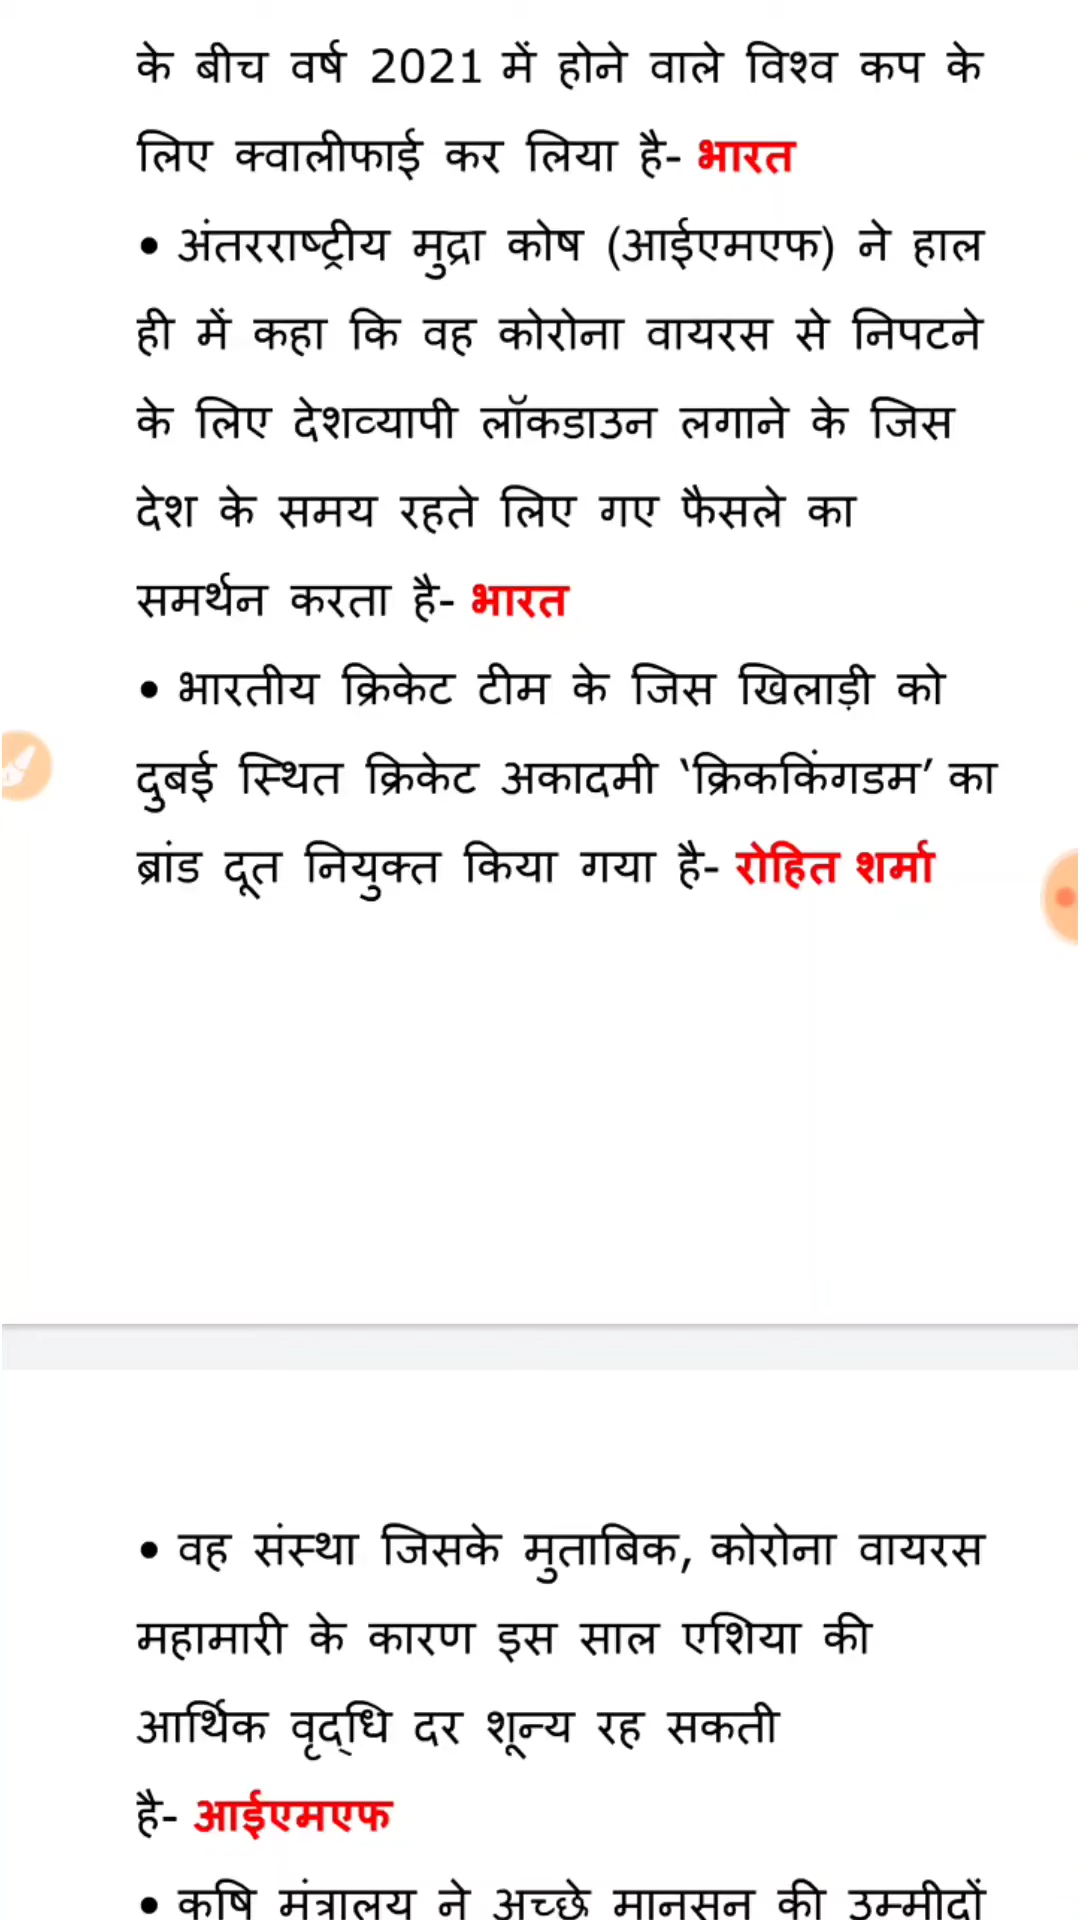 के बीच वर्ष 2021 में होने वाले विश्व कप के
लिए क्वालीफाई कर लिया है- भारत
• अंतरराष्ट्रीय मुद्रा कोष (आईएमएफ) ने हाल
ही में कहा कि वह कोरोना वायरस से निपटने
के लिए देशव्यापी लॉकडाउन लगाने के जिस
देश के समय रहते लिए गए फैसले का
समर्थन करता है- भारत
• भारतीय क्रिकेट टीम के जिस खिलाड़ी को
दुबई स्थित क्रिकेट अकादमी ‘क्रिककिंगडम’ का
ब्रांड दूत नियुक्त किया गया है- रोहित शर्मा
• वह संस्था जिसके मुताबिक, कोरोना वायरस
महामारी के कारण इस साल एशिया की
आर्थिक वृद्धि दर शून्य रह सकती
है- आईएमएफ
• कृषि मंत्रालय ने अच्छे मानसून की उम्मीदों